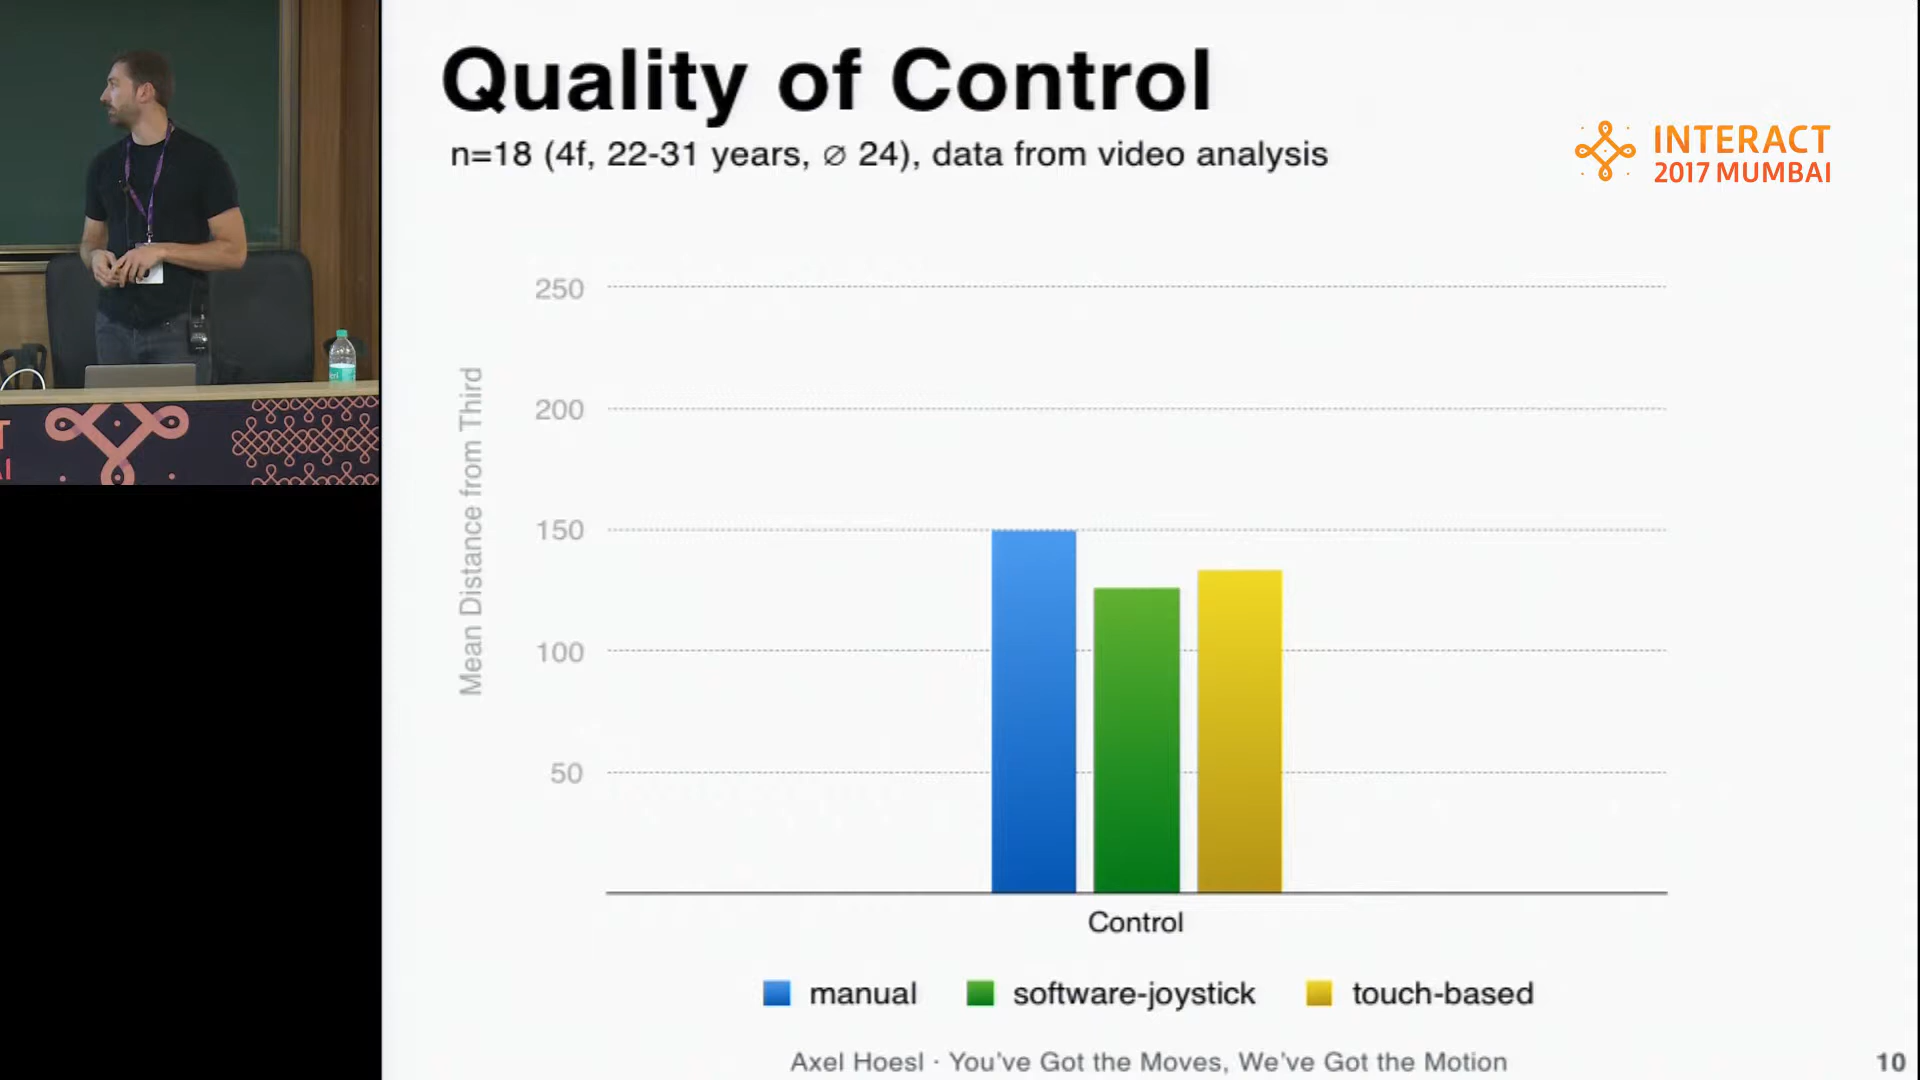 Quality of Control
n=18 (4f, 22-31 years, ∅ 24), data from video analysis
INTERACT
2017 MUMBAI
250
200
150
100
50
Mean Distance from Third
Control
manual
software-joystick
touch-based
Axel Hoesl · You've Got the Moves, We've Got the Motion
10
T
AI